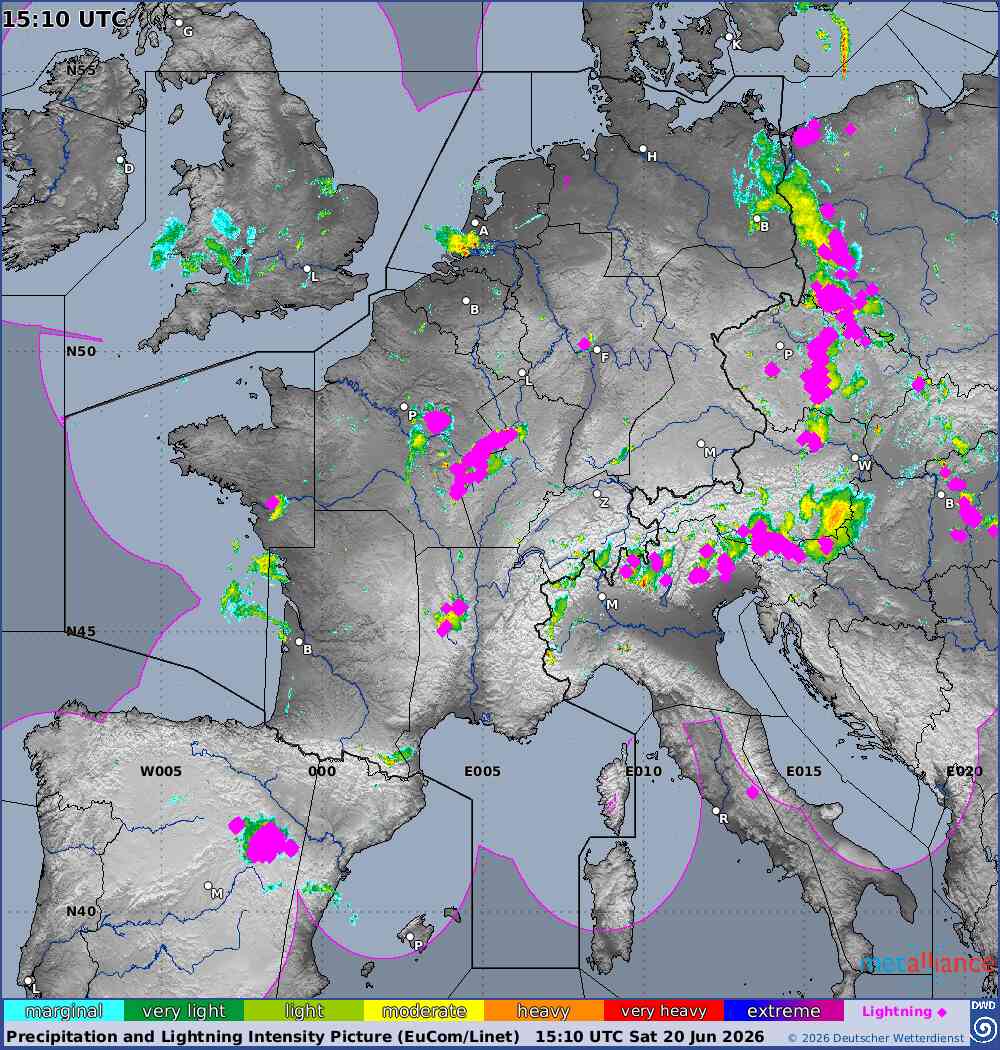 15:10 UTC
G
K
N55
D
H
A
B
L
B
N50
P
F
L
P
M
W
Z
B
M
N45
B
W005
000
E005
E010
E015
E020
R
M
N40
P
L
metalliance
marginal
very light
light
moderate
heavy
very heavy
extreme
Lightning
DWD
Precipitation and Lightning Intensity Picture (EuCom/Linet) 15:10 UTC Sat 20 Jun 2026
© 2026 Deutscher Wetterdienst